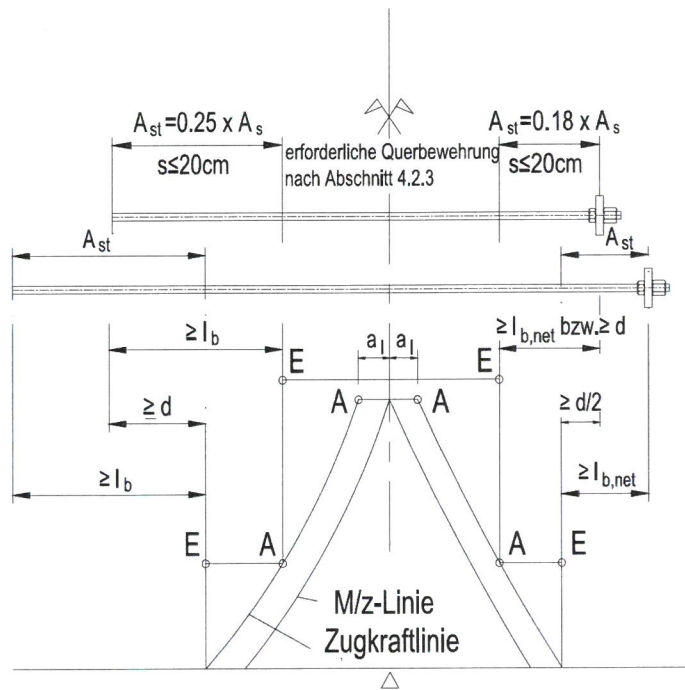 A_st=0.25 x A_s
s≤20cm
erforderliche Querbewehrung
nach Abschnitt 4.2.3
A_st=0.18 x A_s
s≤20cm
A_st
A_st
≥l_b
a_l
a_l
≥l_b,net bzw.≥ d
E
E
A
A
≥ d
≥ d/2
≥l_b
≥l_b,net
E
A
A
E
M/z-Linie
Zugkraftlinie